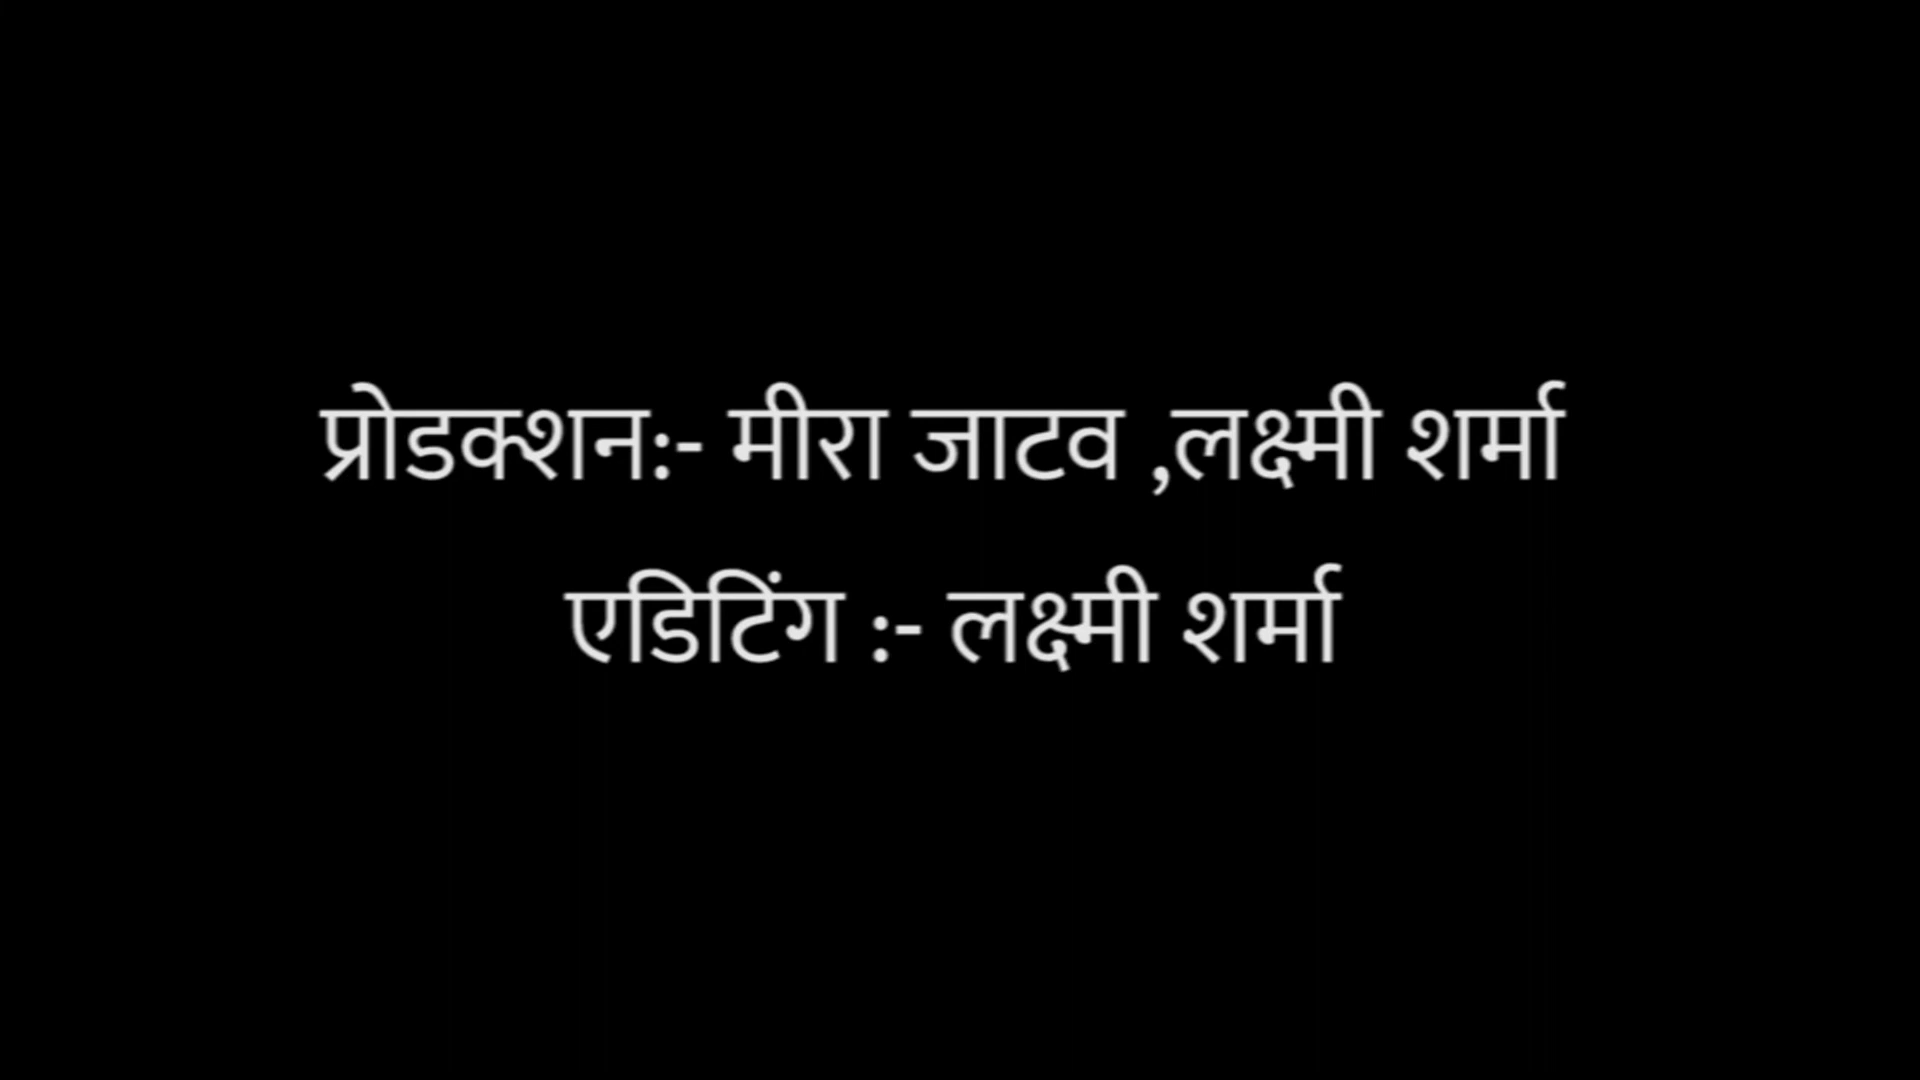 प्रोडक्शन:- मीरा जाटव ,लक्ष्मी शर्मा
एडिटिंग :- लक्ष्मी शर्मा